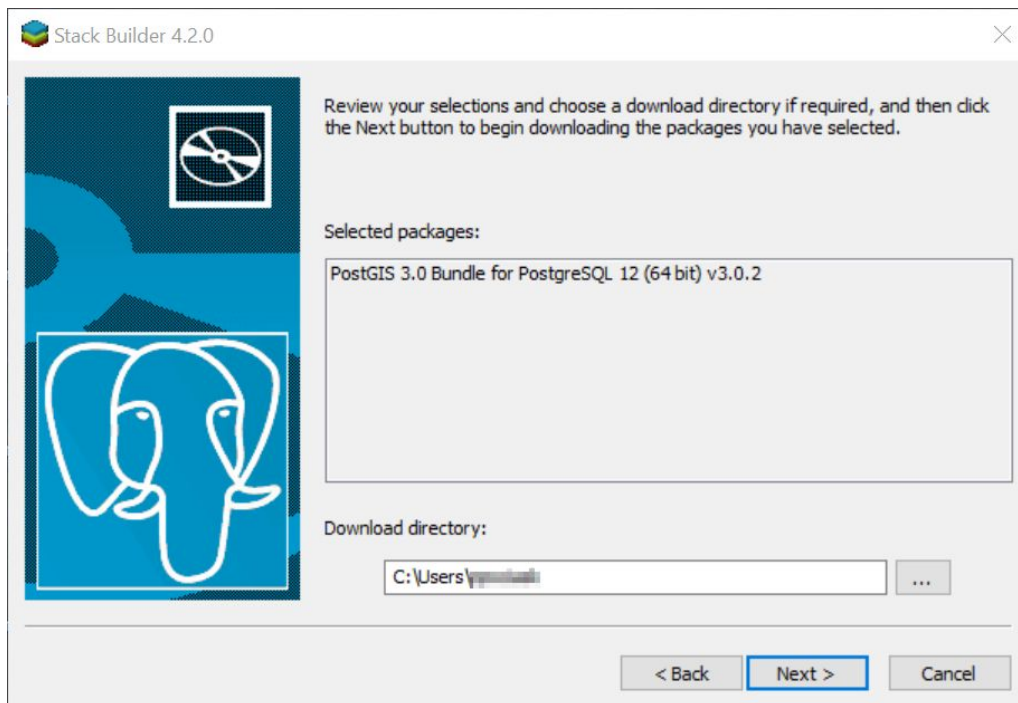 Stack Builder 4.2.0
Review your selections and choose a download directory if required, and then click
the Next button to begin downloading the packages you have selected.
Selected packages:
PostGIS 3.0 Bundle for PostgreSQL 12 (64 bit) v3.0.2
Download directory:
C:\Users\
...
< Back
Next >
Cancel